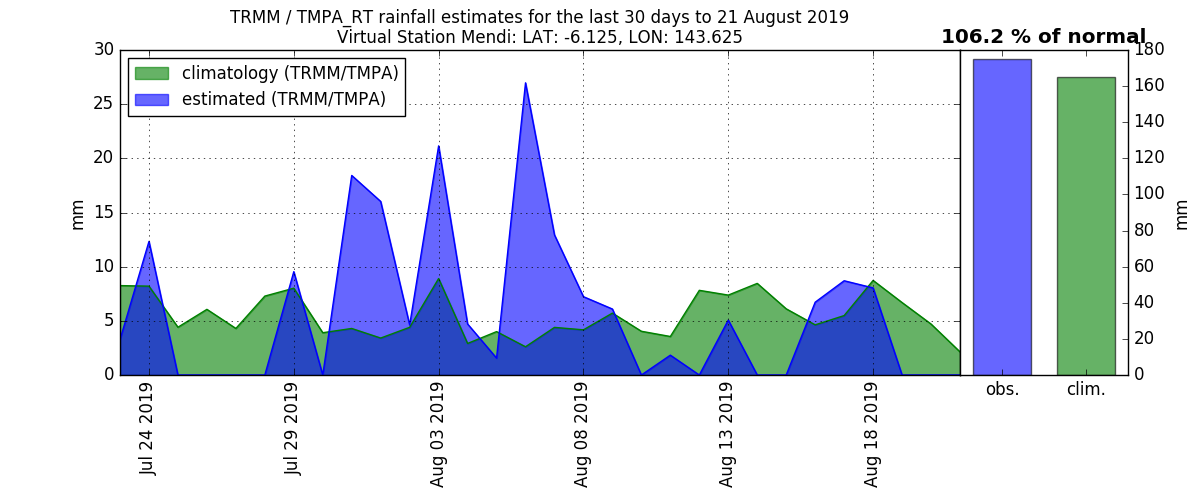 TRMM / TMPA_RT rainfall estimates for the last 30 days to 21 August 2019
Virtual Station Mendi: LAT: -6.125, LON: 143.625
106.2 % of normal
climatology (TRMM/TMPA)
estimated (TRMM/TMPA)
30
25
20
15
10
5
0
mm
Jul 24 2019
Jul 29 2019
Aug 03 2019
Aug 08 2019
Aug 13 2019
Aug 18 2019
180
160
140
120
100
80
60
40
20
0
mm
obs.
clim.